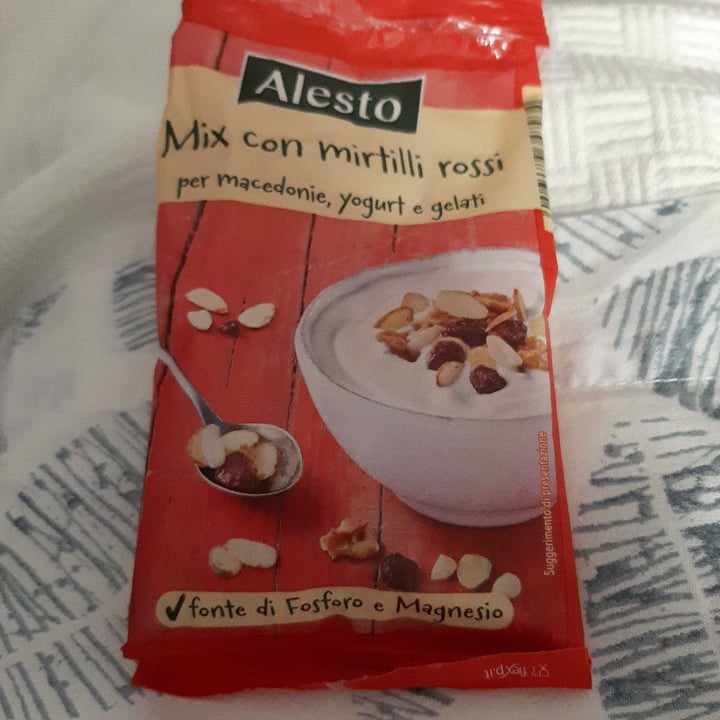 Alesto
Mix con mirtilli rossi
per macedonie, yogurt e gelati
Suggerimento di presentazione
✓ fonte di Fosforo e Magnesio